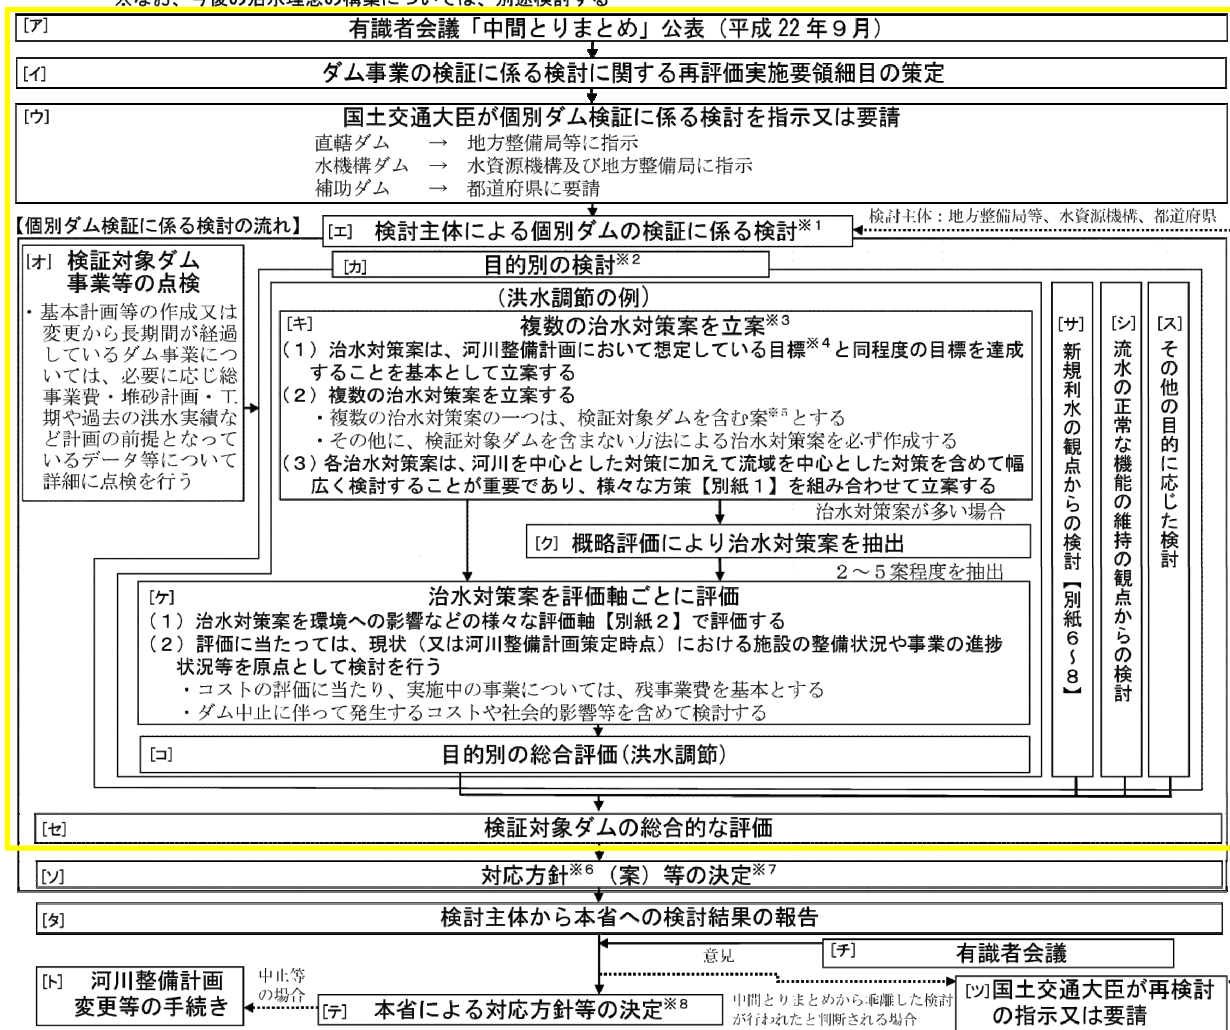 ※なお、今後の治水理念の構築については、別途検討する
[ア] 有識者会議「中間とりまとめ」公表（平成22年９月）
[イ] ダム事業の検証に係る検討に関する再評価実施要領細目の策定
[ウ] 国土交通大臣が個別ダム検証に係る検討を指示又は要請
直轄ダム → 地方整備局等に指示
水機構ダム → 水資源機構及び地方整備局に指示
補助ダム → 都道府県に要請
【個別ダム検証に係る検討の流れ】
[エ] 検討主体による個別ダムの検証に係る検討※1
検討主体：地方整備局等、水資源機構、都道府県
[オ] 検証対象ダム
事業等の点検
・基本計画等の作成又は
変更から長期間が経過
しているダム事業につ
いては、必要に応じ総
事業費・堆砂計画・工
期や過去の洪水実績な
ど計画の前提となって
いるデータ等について
詳細に点検を行う
[カ] 目的別の検討※2
（洪水調節の例）
[キ] 複数の治水対策案を立案※3
（１）治水対策案は、河川整備計画において想定している目標※4と同程度の目標を達成
することを基本として立案する
（２）複数の治水対策案を立案する
・複数の治水対策案の一つは、検証対象ダムを含む案※5とする
・その他に、検証対象ダムを含まない方法による治水対策案を必ず作成する
（３）各治水対策案は、河川を中心とした対策に加えて流域を中心とした対策を含めて幅
広く検討することが重要であり、様々な方策【別紙１】を組み合わせて立案する
治水対策案が多い場合
[ク] 概略評価により治水対策案を抽出
２～５案程度を抽出
[ケ] 治水対策案を評価軸ごとに評価
（１）治水対策案を環境への影響などの様々な評価軸【別紙２】で評価する
（２）評価に当たっては、現状（又は河川整備計画策定時点）における施設の整備状況や事業の進捗
状況等を原点として検討を行う
・コストの評価に当たり、実施中の事業については、残事業費を基本とする
・ダム中止に伴って発生するコストや社会的影響等を含めて検討する
[コ] 目的別の総合評価（洪水調節）
[サ] 新規利水の観点からの検討【別紙６～８】
[シ] 流水の正常な機能の維持の観点からの検討
[ス] その他の目的に応じた検討
[セ] 検証対象ダムの総合的な評価
[ソ] 対応方針※6（案）等の決定※7
[タ] 検討主体から本省への検討結果の報告
意見
[チ] 有識者会議
[ト] 河川整備計画
変更等の手続き
中止等
の場合
[テ] 本省による対応方針等の決定※8
中間とりまとめから乖離した検討
が行われたと判断される場合
[ツ]国土交通大臣が再検討
の指示又は要請